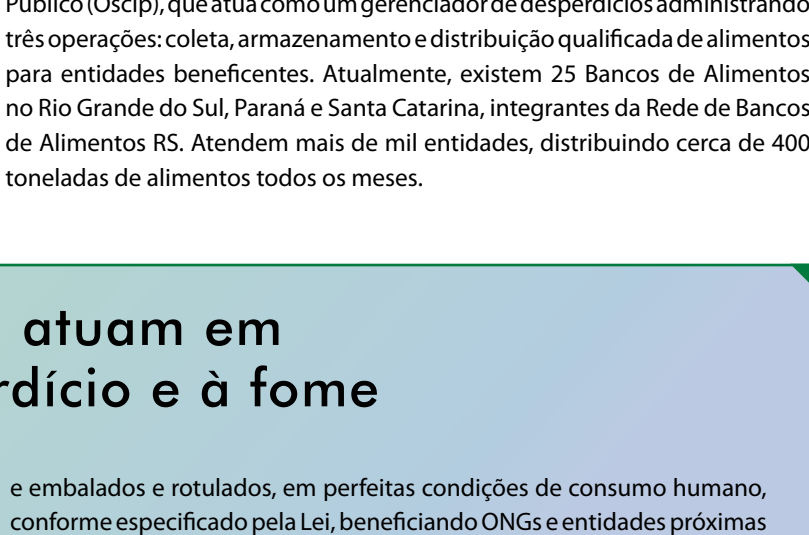 Público (Oscip), que atua como um gerenciador de desperdícios administrando
três operações: coleta, armazenamento e distribuição qualificada de alimentos
para entidades beneficentes. Atualmente, existem 25 Bancos de Alimentos
no Rio Grande do Sul, Paraná e Santa Catarina, integrantes da Rede de Bancos
de Alimentos RS. Atendem mais de mil entidades, distribuindo cerca de 400
toneladas de alimentos todos os meses.
atuam em
rdício e à fome
e embalados e rotulados, em perfeitas condições de consumo humano,
conforme especificado pela Lei, beneficiando ONGs e entidades próximas